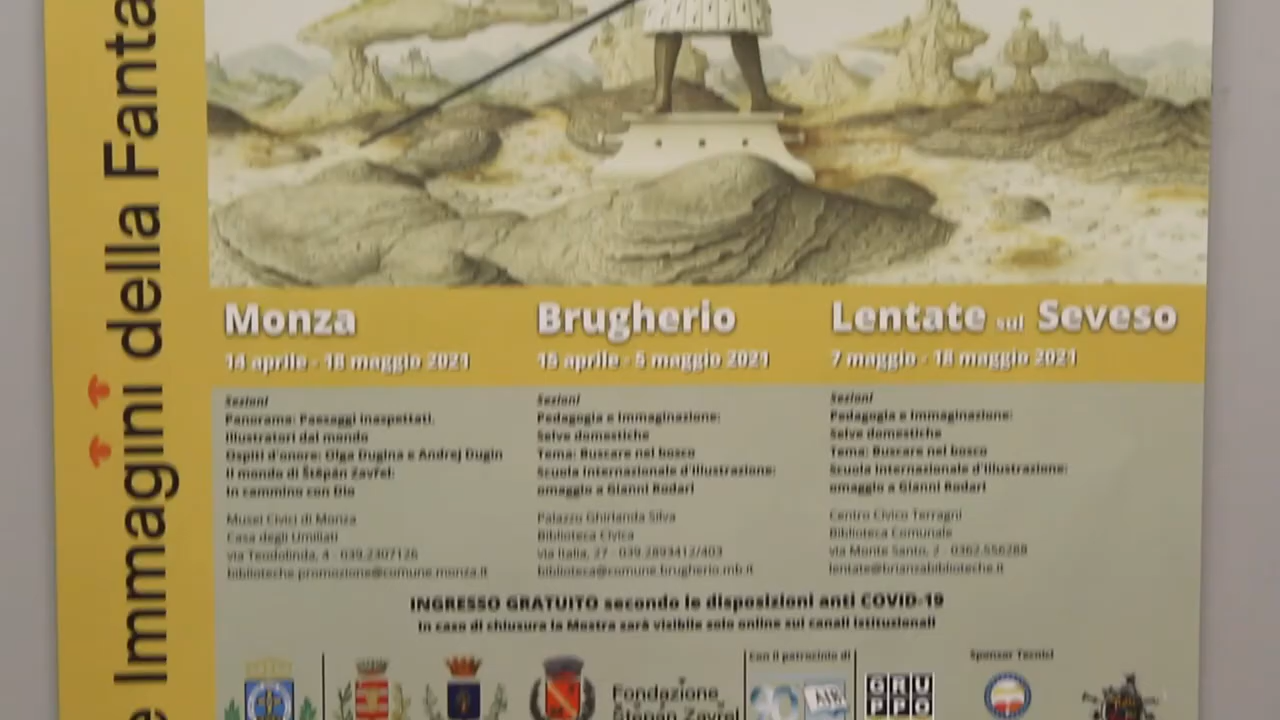 e Immagini della Fanta
Monza
14 aprile - 18 maggio 2021
Sezioni
Panorama: Paesaggi inaspettati.
Illustratori dal mondo
Ospiti d'onore: Olga Dugina e Andrej Dugin
Il mondo di Štěpán Zavřel:
In cammino con Dio
Musei Civici di Monza
Casa degli Umiliati
via Teodolinda, 4 - 039.2307126
biblioteche.promozione@comune.monza.it
Brugherio
15 aprile - 5 maggio 2021
Sezioni
Pedagogia e Immaginazione:
Selve domestiche
Tema: Buscare nel bosco
Scuola Internazionale d'Illustrazione:
omaggio a Gianni Rodari
Palazzo Ghirlanda Silva
Biblioteca Civica
via Italia, 27 - 039.2893412/403
biblioteca@comune.brugherio.mb.it
Lentate sul Seveso
7 maggio - 18 maggio 2021
Sezioni
Pedagogia e Immaginazione:
Selve domestiche
Tema: Buscare nel bosco
Scuola Internazionale d'Illustrazione:
omaggio a Gianni Rodari
Centro Civico Terragni
Biblioteca Comunale
via Monte Santo, 2 - 0362.556288
lentate@brianzabiblioteche.it
INGRESSO GRATUITO secondo le disposizioni anti COVID-19
In caso di chiusura la Mostra sarà visibile solo online sui canali istituzionali
Fondazione
Štěpán Zavřel
con il patrocinio di
GRU
PPO
Sponsor Tecnici